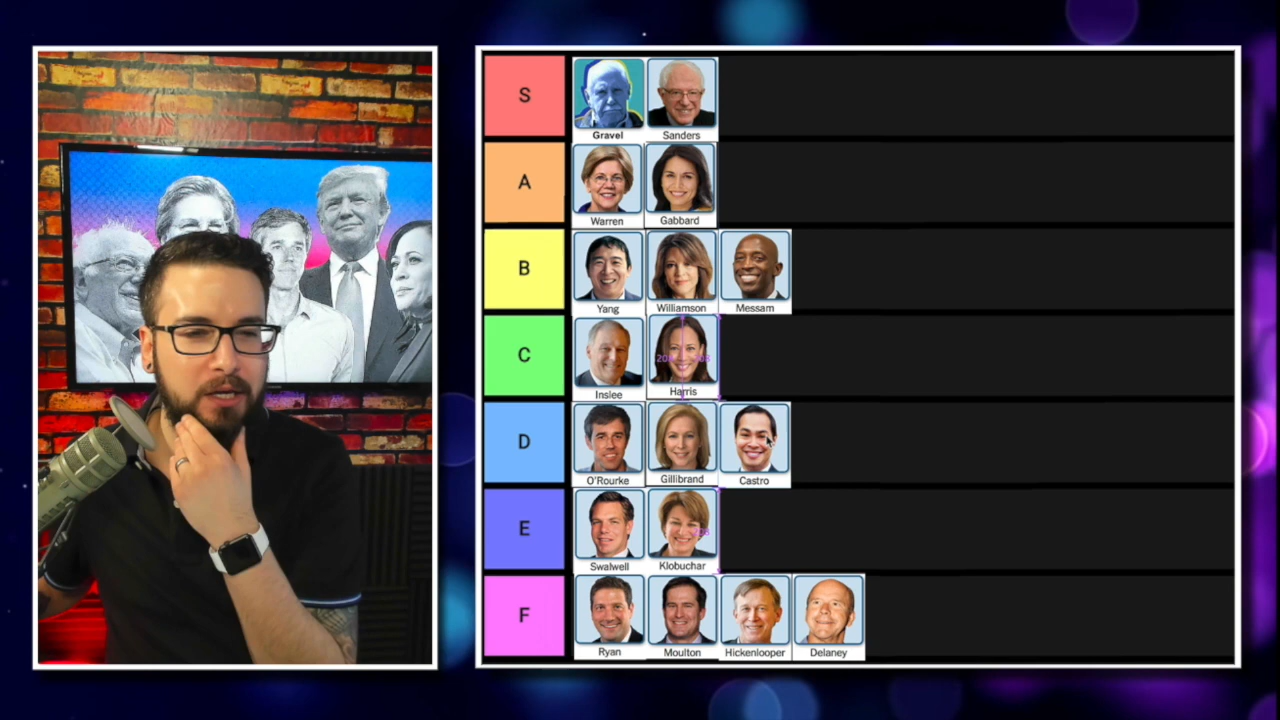 S
Gravel Sanders
A
Warren Gabbard
B
Yang Williamson Messam
C
Inslee Harris
D
O'Rourke Gillibrand Castro
E
Swalwell Klobuchar
F
Ryan Moulton Hickenlooper Delaney